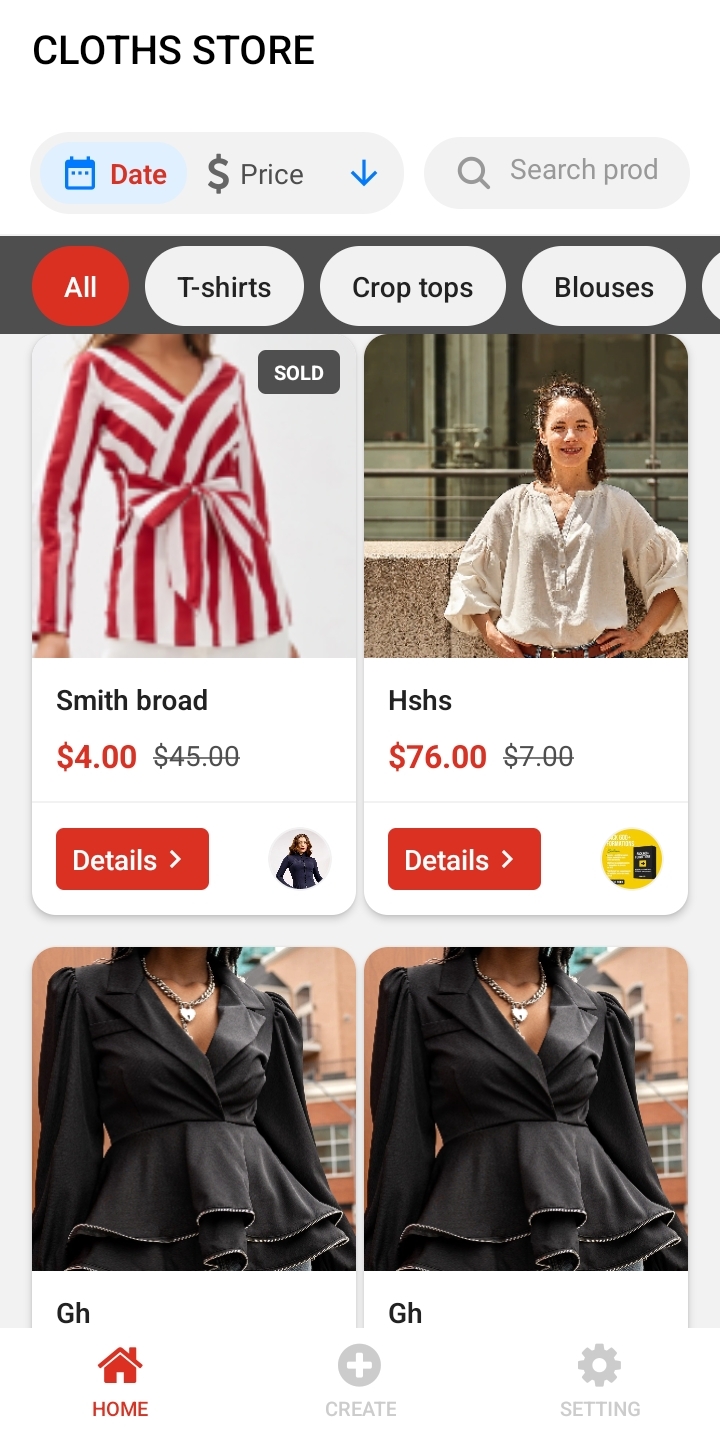 CLOTHS STORE
Date
Price
Search prod
All
T-shirts
Crop tops
Blouses
SOLD
Smith broad
Hshs
$4.00 $45.00
$76.00 $7.00
Details
Details
Gh
Gh
HOME
CREATE
SETTING